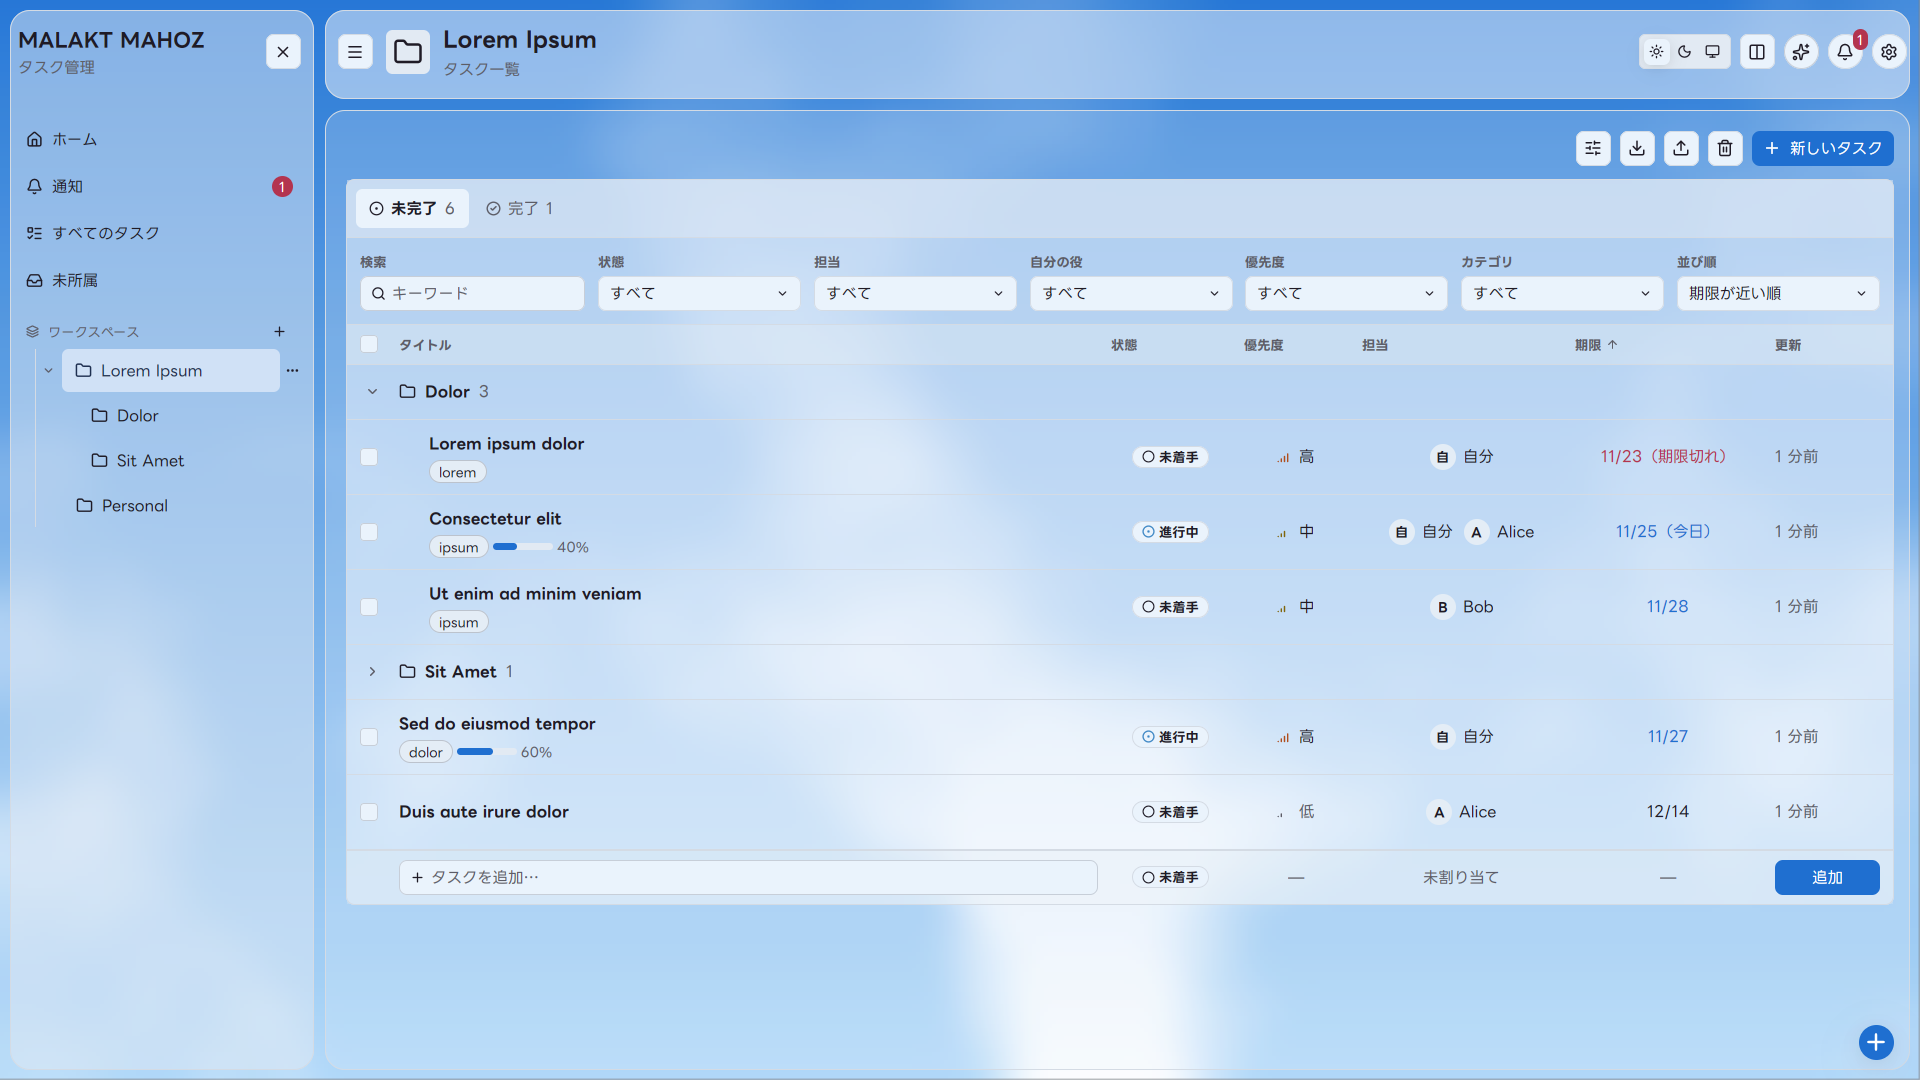 MALAKT MAHOZ
タスク管理
ホーム
通知 1
すべてのタスク
未所属
ワークスペース
Lorem Ipsum
Dolor
Sit Amet
Personal
Lorem Ipsum
タスク一覧
1
新しいタスク
未完了 6 完了 1
検索 状態 担当 自分の役 優先度 カテゴリ 並び順
キーワード すべて すべて すべて すべて すべて 期限が近い順
タイトル 状態 優先度 担当 期限 更新
Dolor 3
Lorem ipsum dolor
lorem
未着手 高 自 自分 11/23（期限切れ） 1 分前
Consectetur elit
ipsum 40%
進行中 中 自 自分 A Alice 11/25（今日） 1 分前
Ut enim ad minim veniam
ipsum
未着手 中 B Bob 11/28 1 分前
Sit Amet 1
Sed do eiusmod tempor
dolor 60%
進行中 高 自 自分 11/27 1 分前
Duis aute irure dolor 未着手 低 A Alice 12/14 1 分前
タスクを追加… 未着手 — 未割り当て — 追加